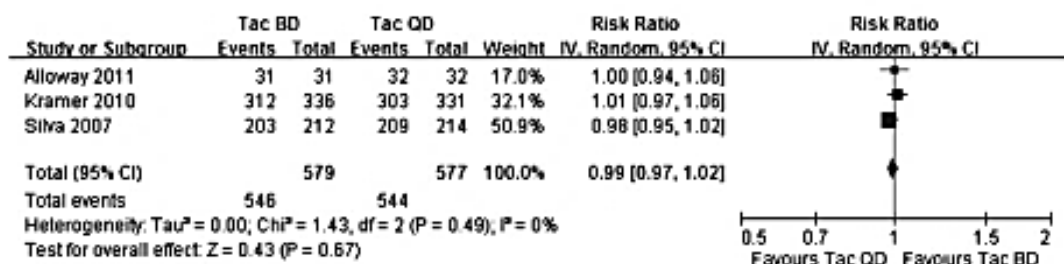 Tac BD Tac QD Risk Ratio Risk Ratio
Study or Subgroup Events Total Events Total Weight IV, Random, 95% CI IV, Random, 95% CI
Alloway 2011 31 31 32 32 17.0% 1.00 [0.94, 1.06]
Kramer 2010 312 336 303 331 32.1% 1.01 [0.97, 1.06]
Silva 2007 203 212 209 214 50.9% 0.98 [0.95, 1.02]
Total (95% CI) 579 577 100.0% 0.99 [0.97, 1.02]
Total events 546 544
Heterogeneity: Tau² = 0.00; Chi² = 1.43, df = 2 (P = 0.49); I² = 0%
Test for overall effect: Z = 0.43 (P = 0.67)
0.5 0.7 1 1.5 2
Favours Tac QD Favours Tac BD